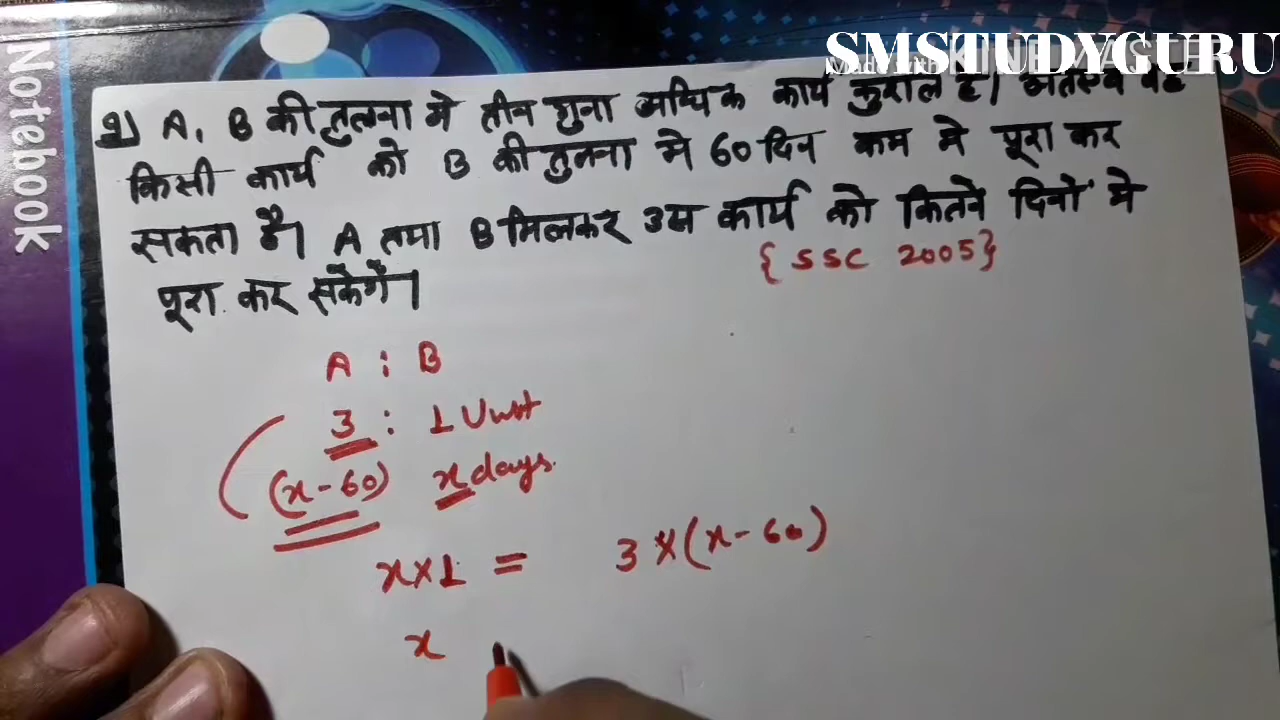 SMSTUDYGURU
Notebook
Q) A, B की तुलना मे तीन गुना अधिक कार्य कुशल है। अतएव वह
किसी कार्य को B की तुलना मे 60 दिन कम मे पूरा कर
सकता है। A तथा B मिलकर उस कार्य को कितने दिनों मे
{SSC 2005}
पूरा कर सकेंगें।
A : B
3 : 1 Unit
(x-60) x days.
x×1 = 3×(x-60)
x